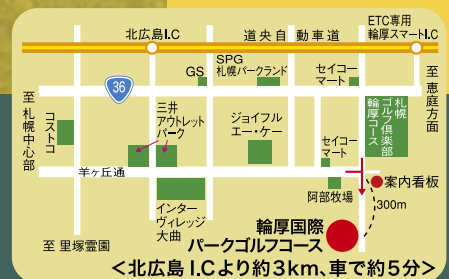 ETC専用
輪厚スマートI.C
北広島I.C
道央自動車道
SPG
札幌パークランド
GS
セイコー
マート
36
至恵庭方面
至札幌中心部
コストコ
三井
アウトレット
パーク
ジョイフル
エー・ケー
札幌
ゴルフ倶楽部
輪厚コース
セイコー
マート
羊ヶ丘通
案内看板
阿部牧場
300m
インター
ヴィレッジ
大曲
輪厚国際
パークゴルフコース
至 里塚霊園
<北広島I.Cより約3km、車で約5分>